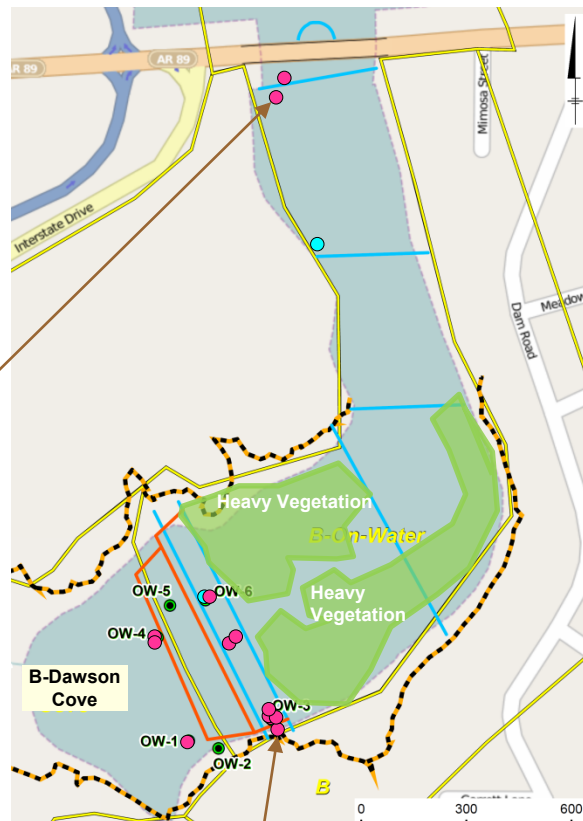 AR 89
AR 89
Mimosa Street
Interstate Drive
Meadow
Dam Road
Heavy Vegetation
B-On-Water
Heavy
Vegetation
OW-5
OW-6
OW-4
B-Dawson
Cove
OW-3
OW-1
OW-2
B
0 300 600